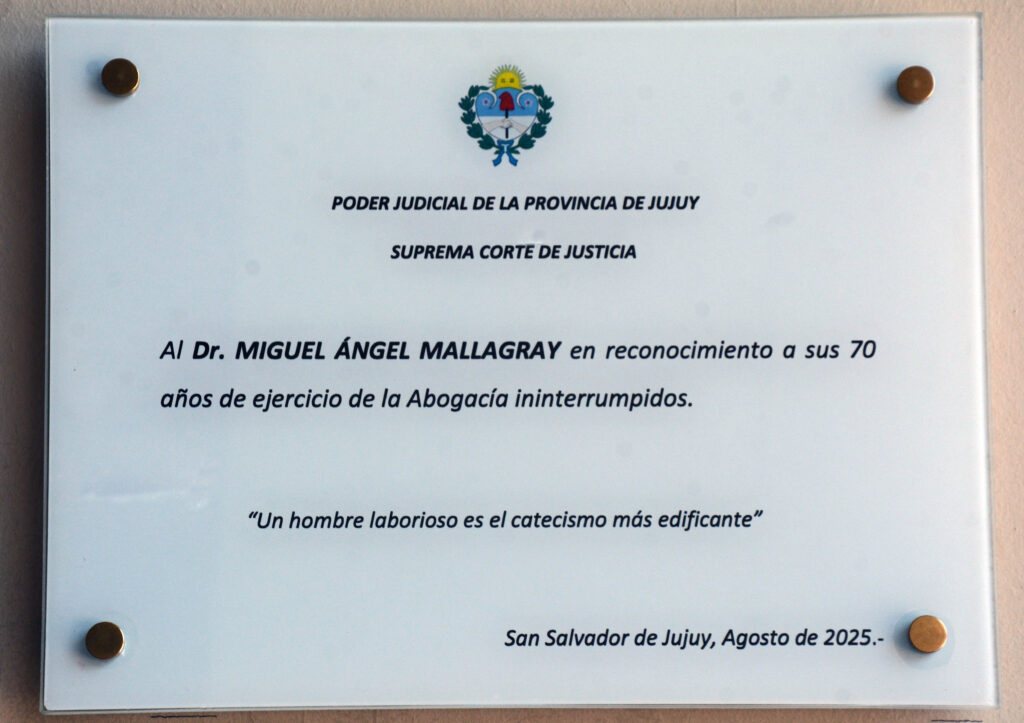 PODER JUDICIAL DE LA PROVINCIA DE JUJUY
SUPREMA CORTE DE JUSTICIA
Al Dr. MIGUEL ÁNGEL MALLAGRAY en reconocimiento a sus 70
años de ejercicio de la Abogacía ininterrumpidos.
“Un hombre laborioso es el catecismo más edificante”
San Salvador de Jujuy, Agosto de 2025.-